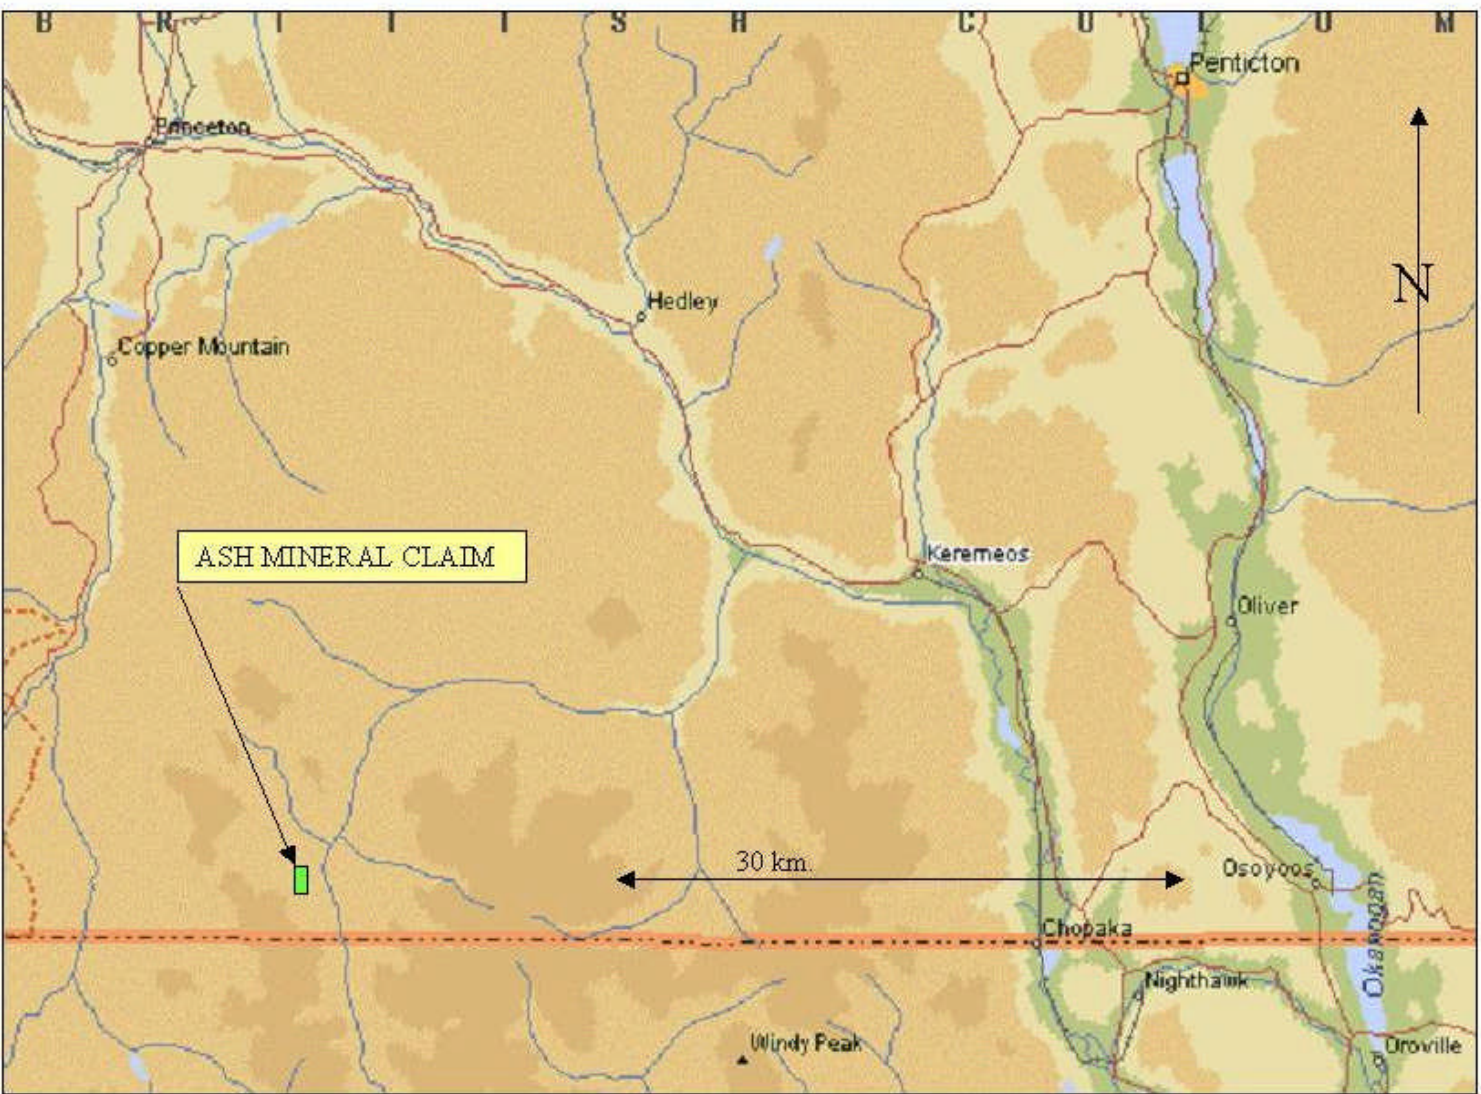 B R I T I S H C O L U M
Penticton
Princeton
N
Hedley
Copper Mountain
ASH MINERAL CLAIM
Keremeos
Oliver
30 km.
Osoyoos
Okanogan
Chopaka
Nighthawk
Windy Peak
Oroville